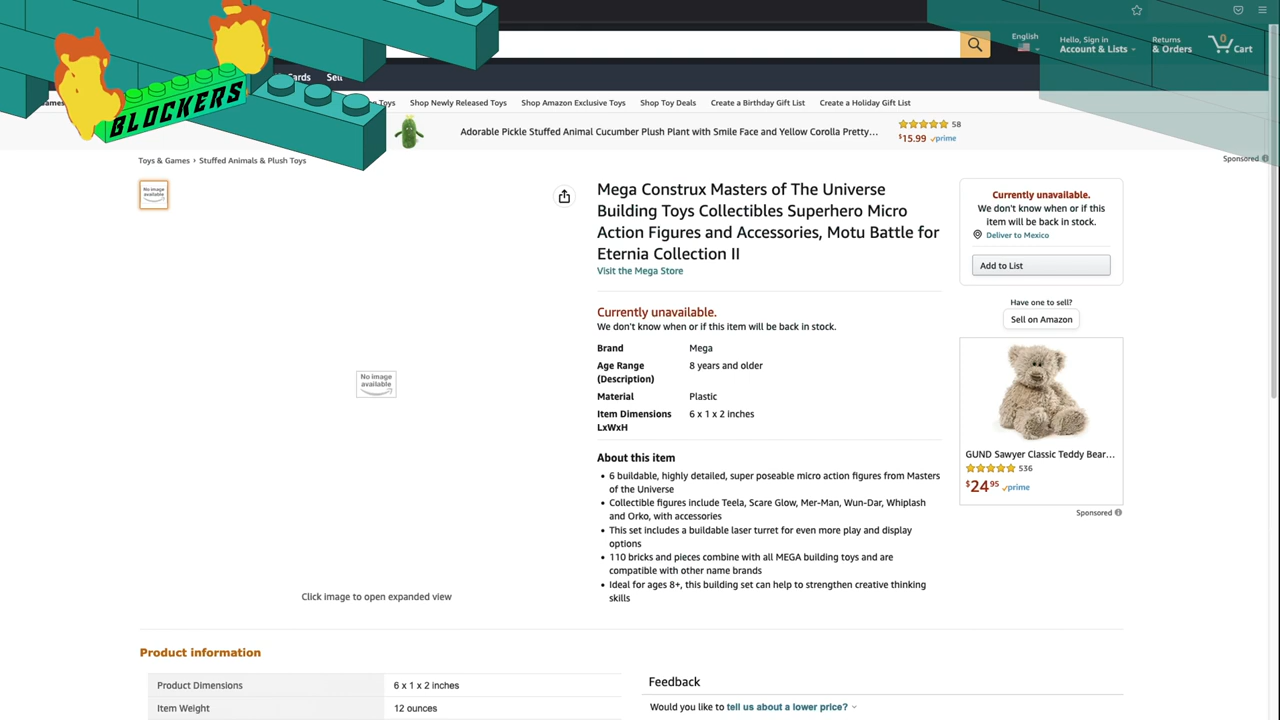 English
Hello, Sign in
Account & Lists
Returns
& Orders
0
Cart
BLOCKERS
Cards
Sell
Toys
Shop Newly Released Toys
Shop Amazon Exclusive Toys
Shop Toy Deals
Create a Birthday Gift List
Create a Holiday Gift List
Adorable Pickle Stuffed Animal Cucumber Plush Plant with Smile Face and Yellow Corolla Pretty…
58
$15.99 prime
Sponsored
Toys & Games › Stuffed Animals & Plush Toys
No image
available
Mega Construx Masters of The Universe
Building Toys Collectibles Superhero Micro
Action Figures and Accessories, Motu Battle for
Eternia Collection II
Visit the Mega Store
Currently unavailable.
We don't know when or if this item will be back in stock.
Brand Mega
Age Range 8 years and older
(Description)
Material Plastic
Item Dimensions 6 x 1 x 2 inches
LxWxH
About this item
• 6 buildable, highly detailed, super poseable micro action figures from Masters
of the Universe
• Collectible figures include Teela, Scare Glow, Mer-Man, Wun-Dar, Whiplash
and Orko, with accessories
• This set includes a buildable laser turret for even more play and display
options
• 110 bricks and pieces combine with all MEGA building toys and are
compatible with other name brands
• Ideal for ages 8+, this building set can help to strengthen creative thinking
skills
No image
available
Click image to open expanded view
Currently unavailable.
We don't know when or if this
item will be back in stock.
Deliver to Mexico
Add to List
Have one to sell?
Sell on Amazon
GUND Sawyer Classic Teddy Bear…
536
$24.95 prime
Sponsored
Product information
Product Dimensions 6 x 1 x 2 inches
Item Weight 12 ounces
Feedback
Would you like to tell us about a lower price?